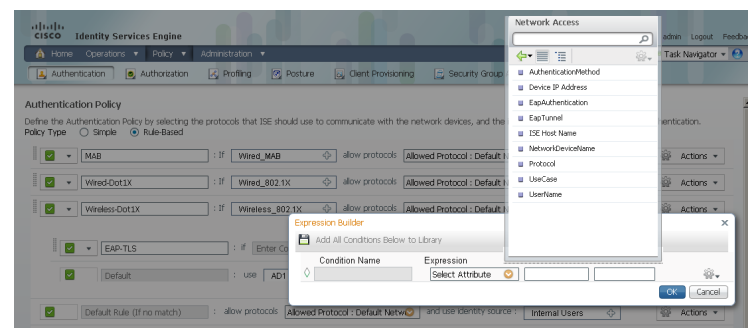 Network Access
CISCO Identity Services Engine
admin Logout Feedba
Home Operations Policy Administration
Task Navigator
Authentication Authorization Profiling Posture Client Provisioning Security Group
AuthenticationMethod
Device IP Address
EapAuthentication
EapTunnel
ISE Host Name
NetworkDeviceName
Protocol
UseCase
UserName
Authentication Policy
Define the Authentication Policy by selecting the protocols that ISE should use to communicate with the network devices, and the
hentication.
Policy Type Simple Rule-Based
MAB : If Wired_MAB allow protocols Allowed Protocol : Default N Actions
Wired-Dot1X : If Wired_802.1X allow protocols Allowed Protocol : Default N Actions
Wireless-Dot1X : If Wireless_802.1X allow protocols Allowed Protocol : Default N Actions
Expression Builder
Add All Conditions Below to Library
Condition Name Expression
Select Attribute
OK Cancel
EAP-TLS : if Enter Co
Default : use AD1
Default Rule (If no match) : allow protocols Allowed Protocol : Default Netw and use identity source : Internal Users Actions